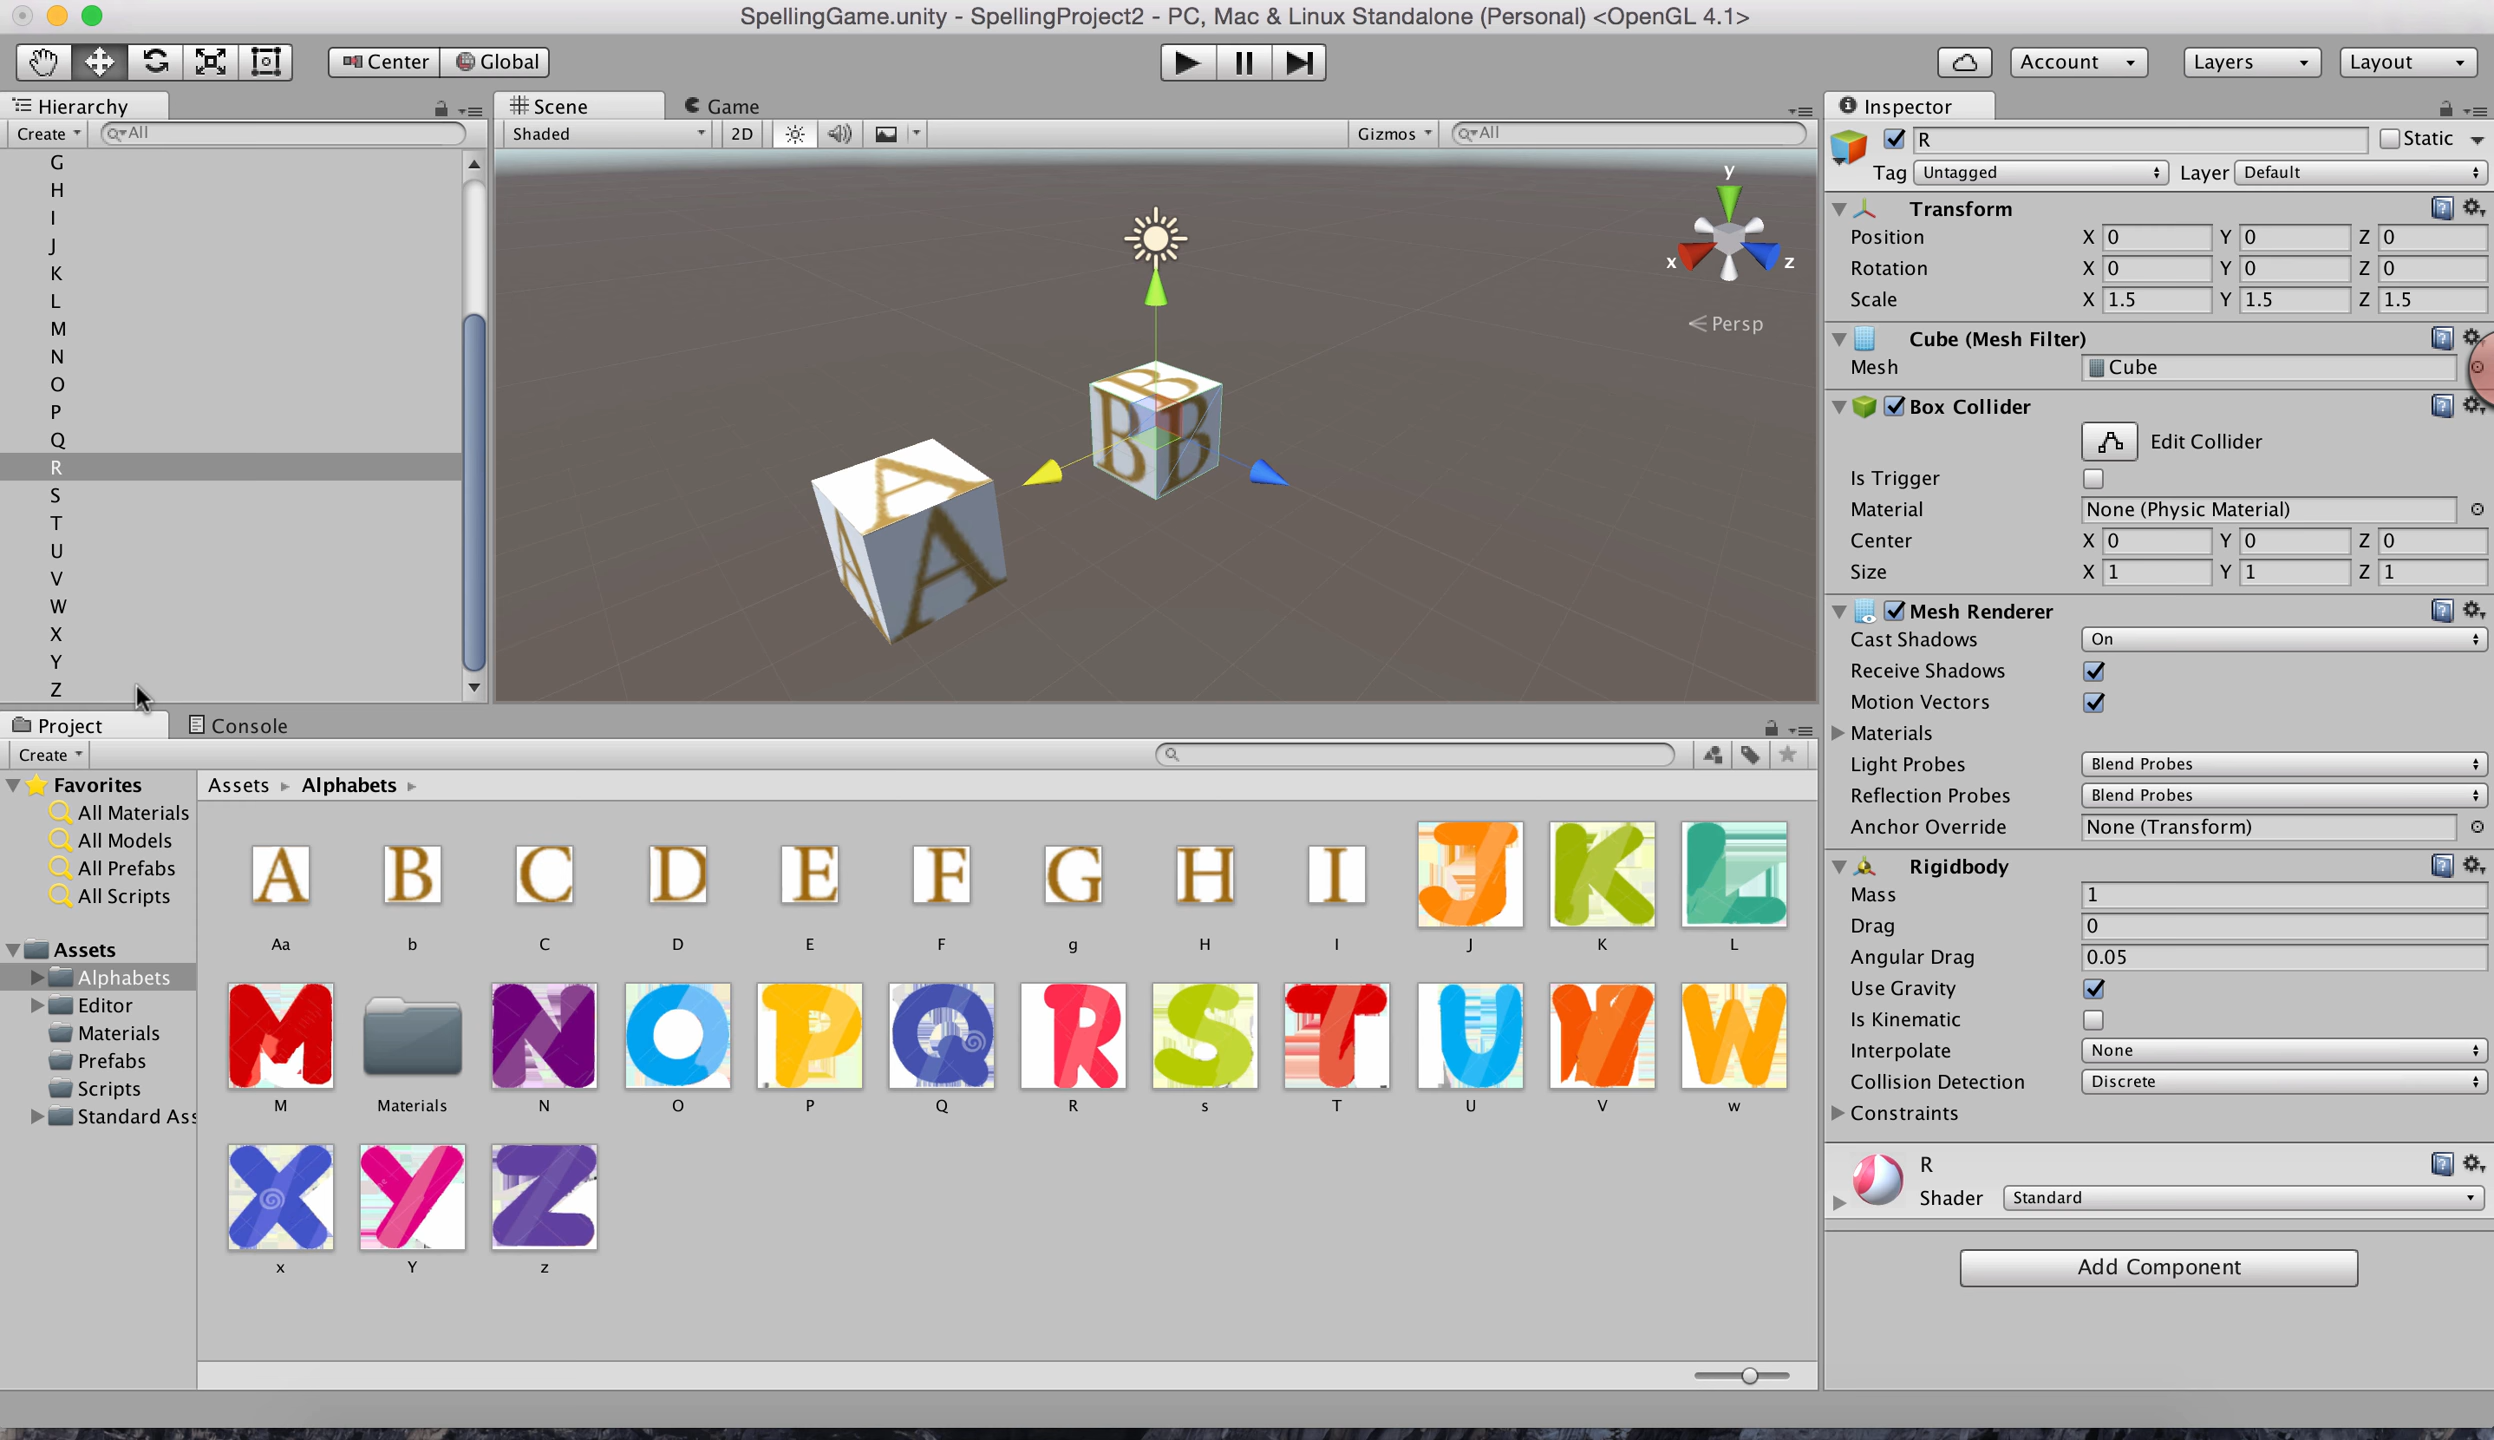 SpellingGame.unity - SpellingProject2 - PC, Mac & Linux Standalone (Personal) <OpenGL 4.1>
Center Global Account Layers Layout
Hierarchy
Create All
G
H
I
J
K
L
M
N
O
P
Q
R
S
T
U
V
W
X
Y
Z
Scene Game
Shaded 2D Gizmos All
y
x z
Persp
B
B B
A
A A
Project Console
Create
Favorites
All Materials
All Models
All Prefabs
All Scripts
Assets
Alphabets
Editor
Materials
Prefabs
Scripts
Standard Ass
Assets Alphabets
A B C D E F G H I J K L
Aa b C D E F g H I J K L
M N O P Q R S T U V W
M Materials N O P Q R s T U V w
X Y Z
x Y z
Inspector
R Static
Tag Untagged Layer Default
Transform
Position X 0 Y 0 Z 0
Rotation X 0 Y 0 Z 0
Scale X 1.5 Y 1.5 Z 1.5
Cube (Mesh Filter)
Mesh Cube
Box Collider
Edit Collider
Is Trigger
Material None (Physic Material)
Center X 0 Y 0 Z 0
Size X 1 Y 1 Z 1
Mesh Renderer
Cast Shadows On
Receive Shadows
Motion Vectors
Materials
Light Probes Blend Probes
Reflection Probes Blend Probes
Anchor Override None (Transform)
Rigidbody
Mass 1
Drag 0
Angular Drag 0.05
Use Gravity
Is Kinematic
Interpolate None
Collision Detection Discrete
Constraints
R
Shader Standard
Add Component